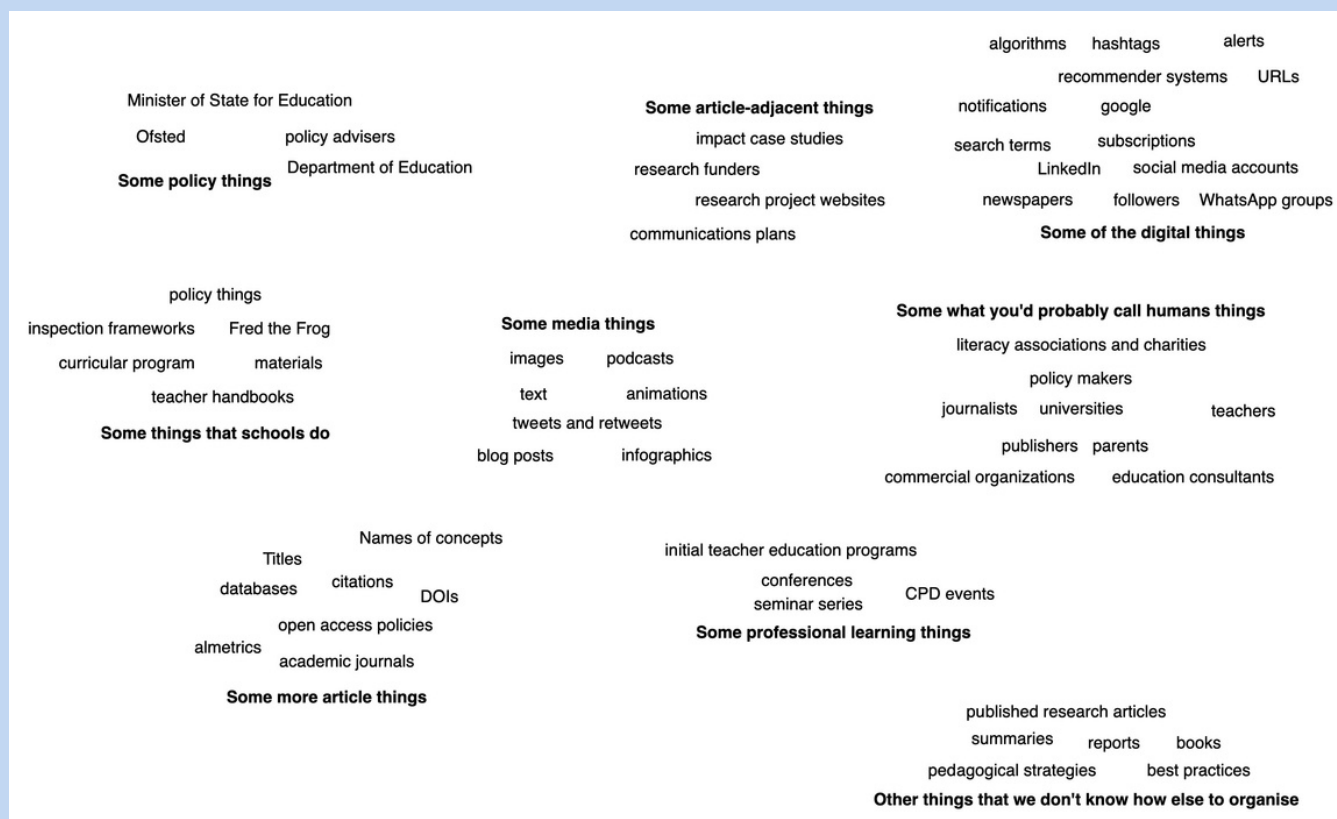 Minister of State for Education
Ofsted policy advisers
Department of Education
Some policy things
Some article-adjacent things
impact case studies
research funders
research project websites
communications plans
algorithms hashtags alerts
recommender systems URLs
notifications google
search terms subscriptions
LinkedIn social media accounts
newspapers followers WhatsApp groups
Some of the digital things
policy things
inspection frameworks Fred the Frog
curricular program materials
teacher handbooks
Some things that schools do
Some media things
images podcasts
text animations
tweets and retweets
blog posts infographics
Some what you'd probably call humans things
literacy associations and charities
policy makers
journalists universities teachers
publishers parents
commercial organizations education consultants
Names of concepts
Titles
databases citations DOIs
open access policies
almetrics
academic journals
Some more article things
initial teacher education programs
conferences
seminar series CPD events
Some professional learning things
published research articles
summaries reports books
pedagogical strategies best practices
Other things that we don't know how else to organise